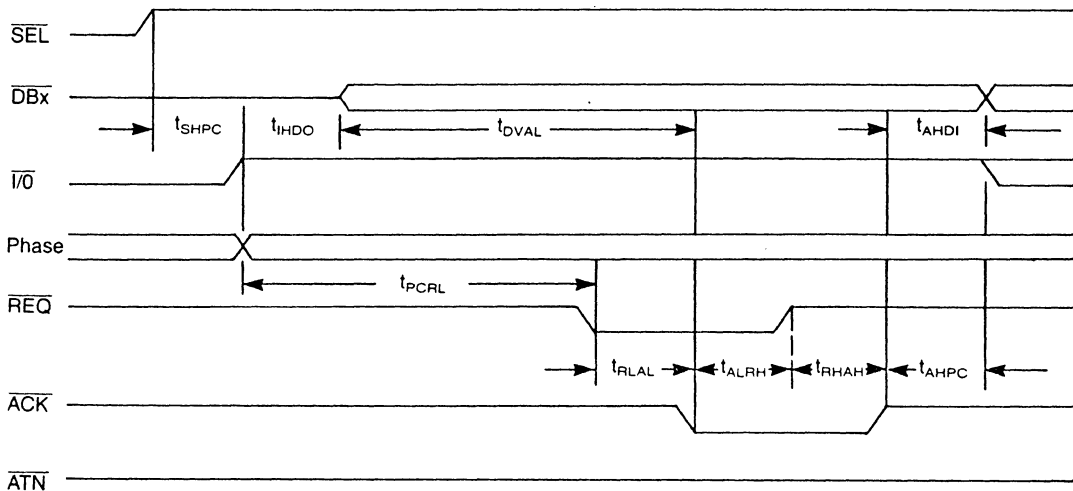 SEL
DBx
tSHPC tIHDO tDVAL tAHDI
I/0
Phase
tPCRL
REQ
tRLAL tALRH tRHAH tAHPC
ACK
ATN